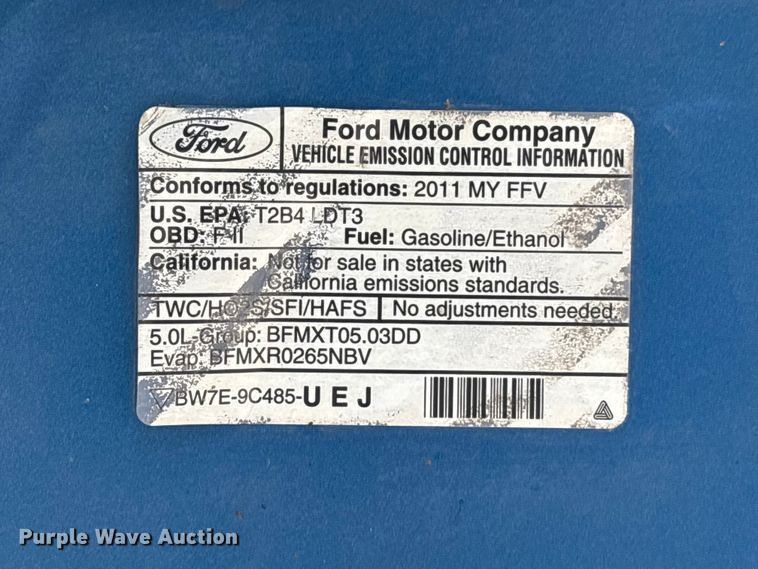 Ford
Ford Motor Company
VEHICLE EMISSION CONTROL INFORMATION
Conforms to regulations: 2011 MY FFV
U.S. EPA: T2B4 LDT3
OBD: F-II Fuel: Gasoline/Ethanol
California: Not for sale in states with
California emissions standards.
TWC/HO2S/SFI/HAFS No adjustments needed.
5.0L-Group: BFMXT05.03DD
Evap: BFMXR0265NBV
BW7E-9C485-U E J
Purple Wave Auction